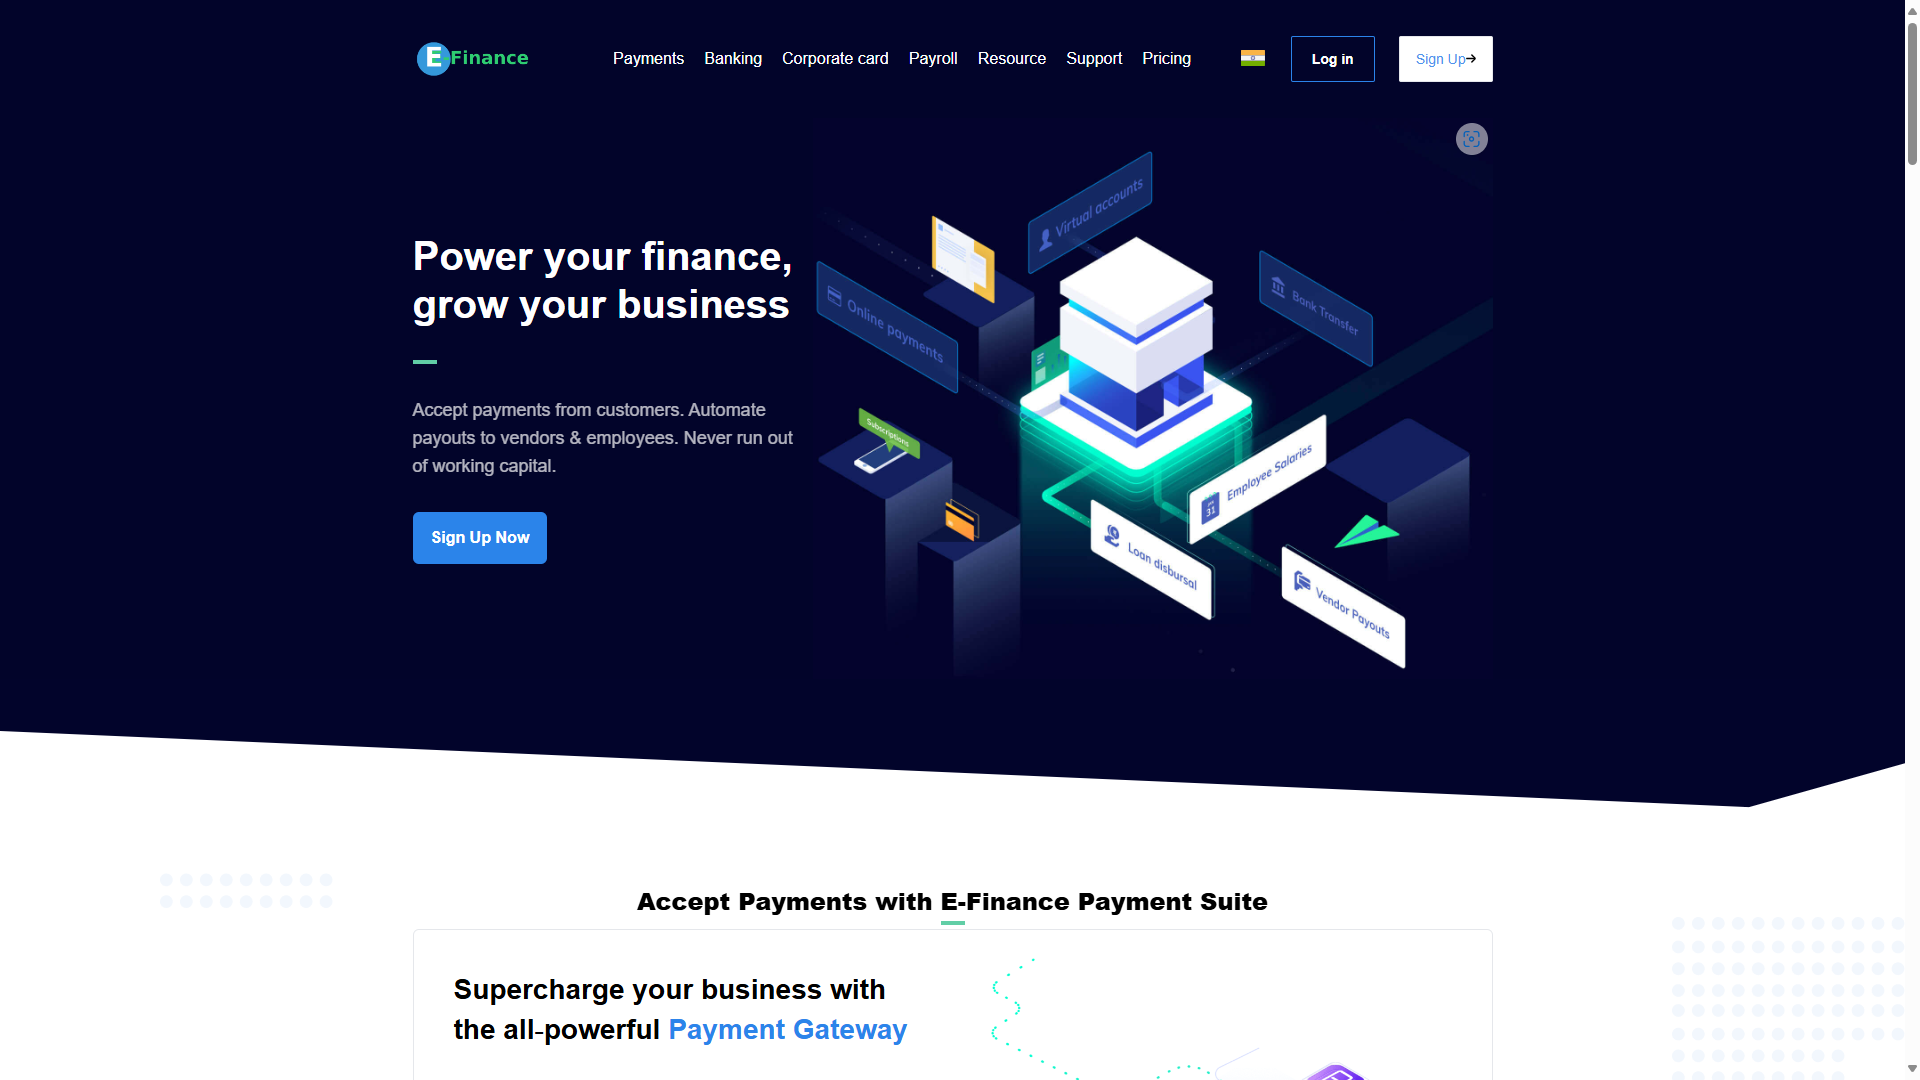 E-Finance
Payments Banking Corporate card Payroll Resource Support Pricing Log in Sign Up
Power your finance,
grow your business
Accept payments from customers. Automate
payouts to vendors & employees. Never run out
of working capital.
Sign Up Now
Virtual accounts
Bank Transfer
Online payments
Subscriptions
Employee Salaries
31
Loan disbursal
Vendor Payouts
Accept Payments with E-Finance Payment Suite
Supercharge your business with
the all-powerful Payment Gateway